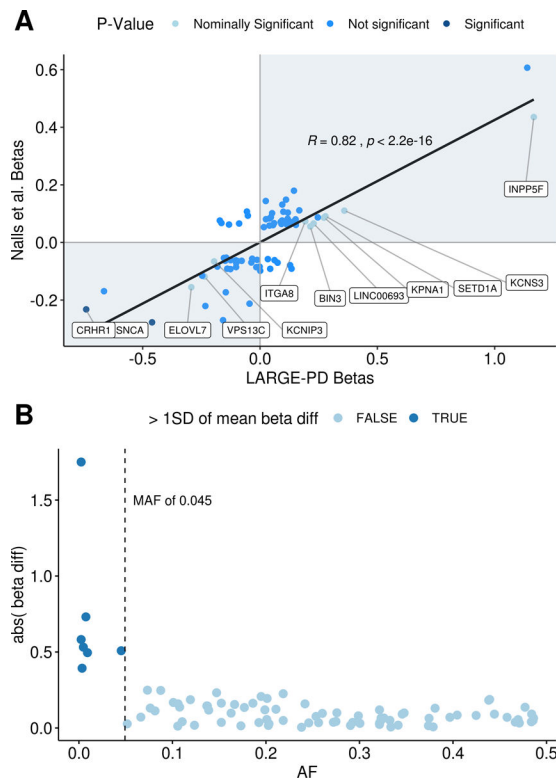 A
P-Value Nominally Significant Not significant Significant
Nalls et al. Betas
0.6
0.4
0.2
0.0
-0.2
R = 0.82 , p < 2.2e-16
INPP5F
KCNS3
SETD1A
KPNA1
LINC00693
BIN3
ITGA8
CRHR1 SNCA ELOVL7 VPS13C KCNIP3
-0.5 0.0 0.5 1.0
LARGE-PD Betas
B
> 1SD of mean beta diff FALSE TRUE
abs( beta diff)
1.5
1.0
0.5
0.0
MAF of 0.045
0.0 0.1 0.2 0.3 0.4 0.5
AF